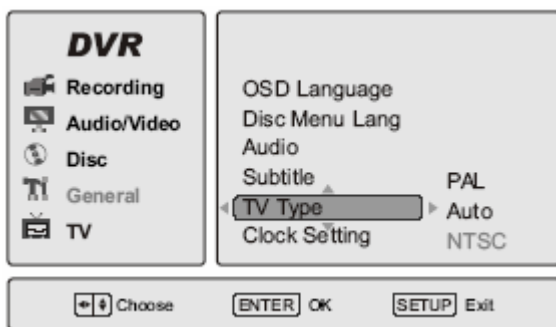 DVR
Recording
Audio/Video
Disc
General
TV
OSD Language
Disc Menu Lang
Audio
Subtitle
PAL
TV Type
Auto
Clock Setting
NTSC
Choose
ENTER OK
SETUP Exit